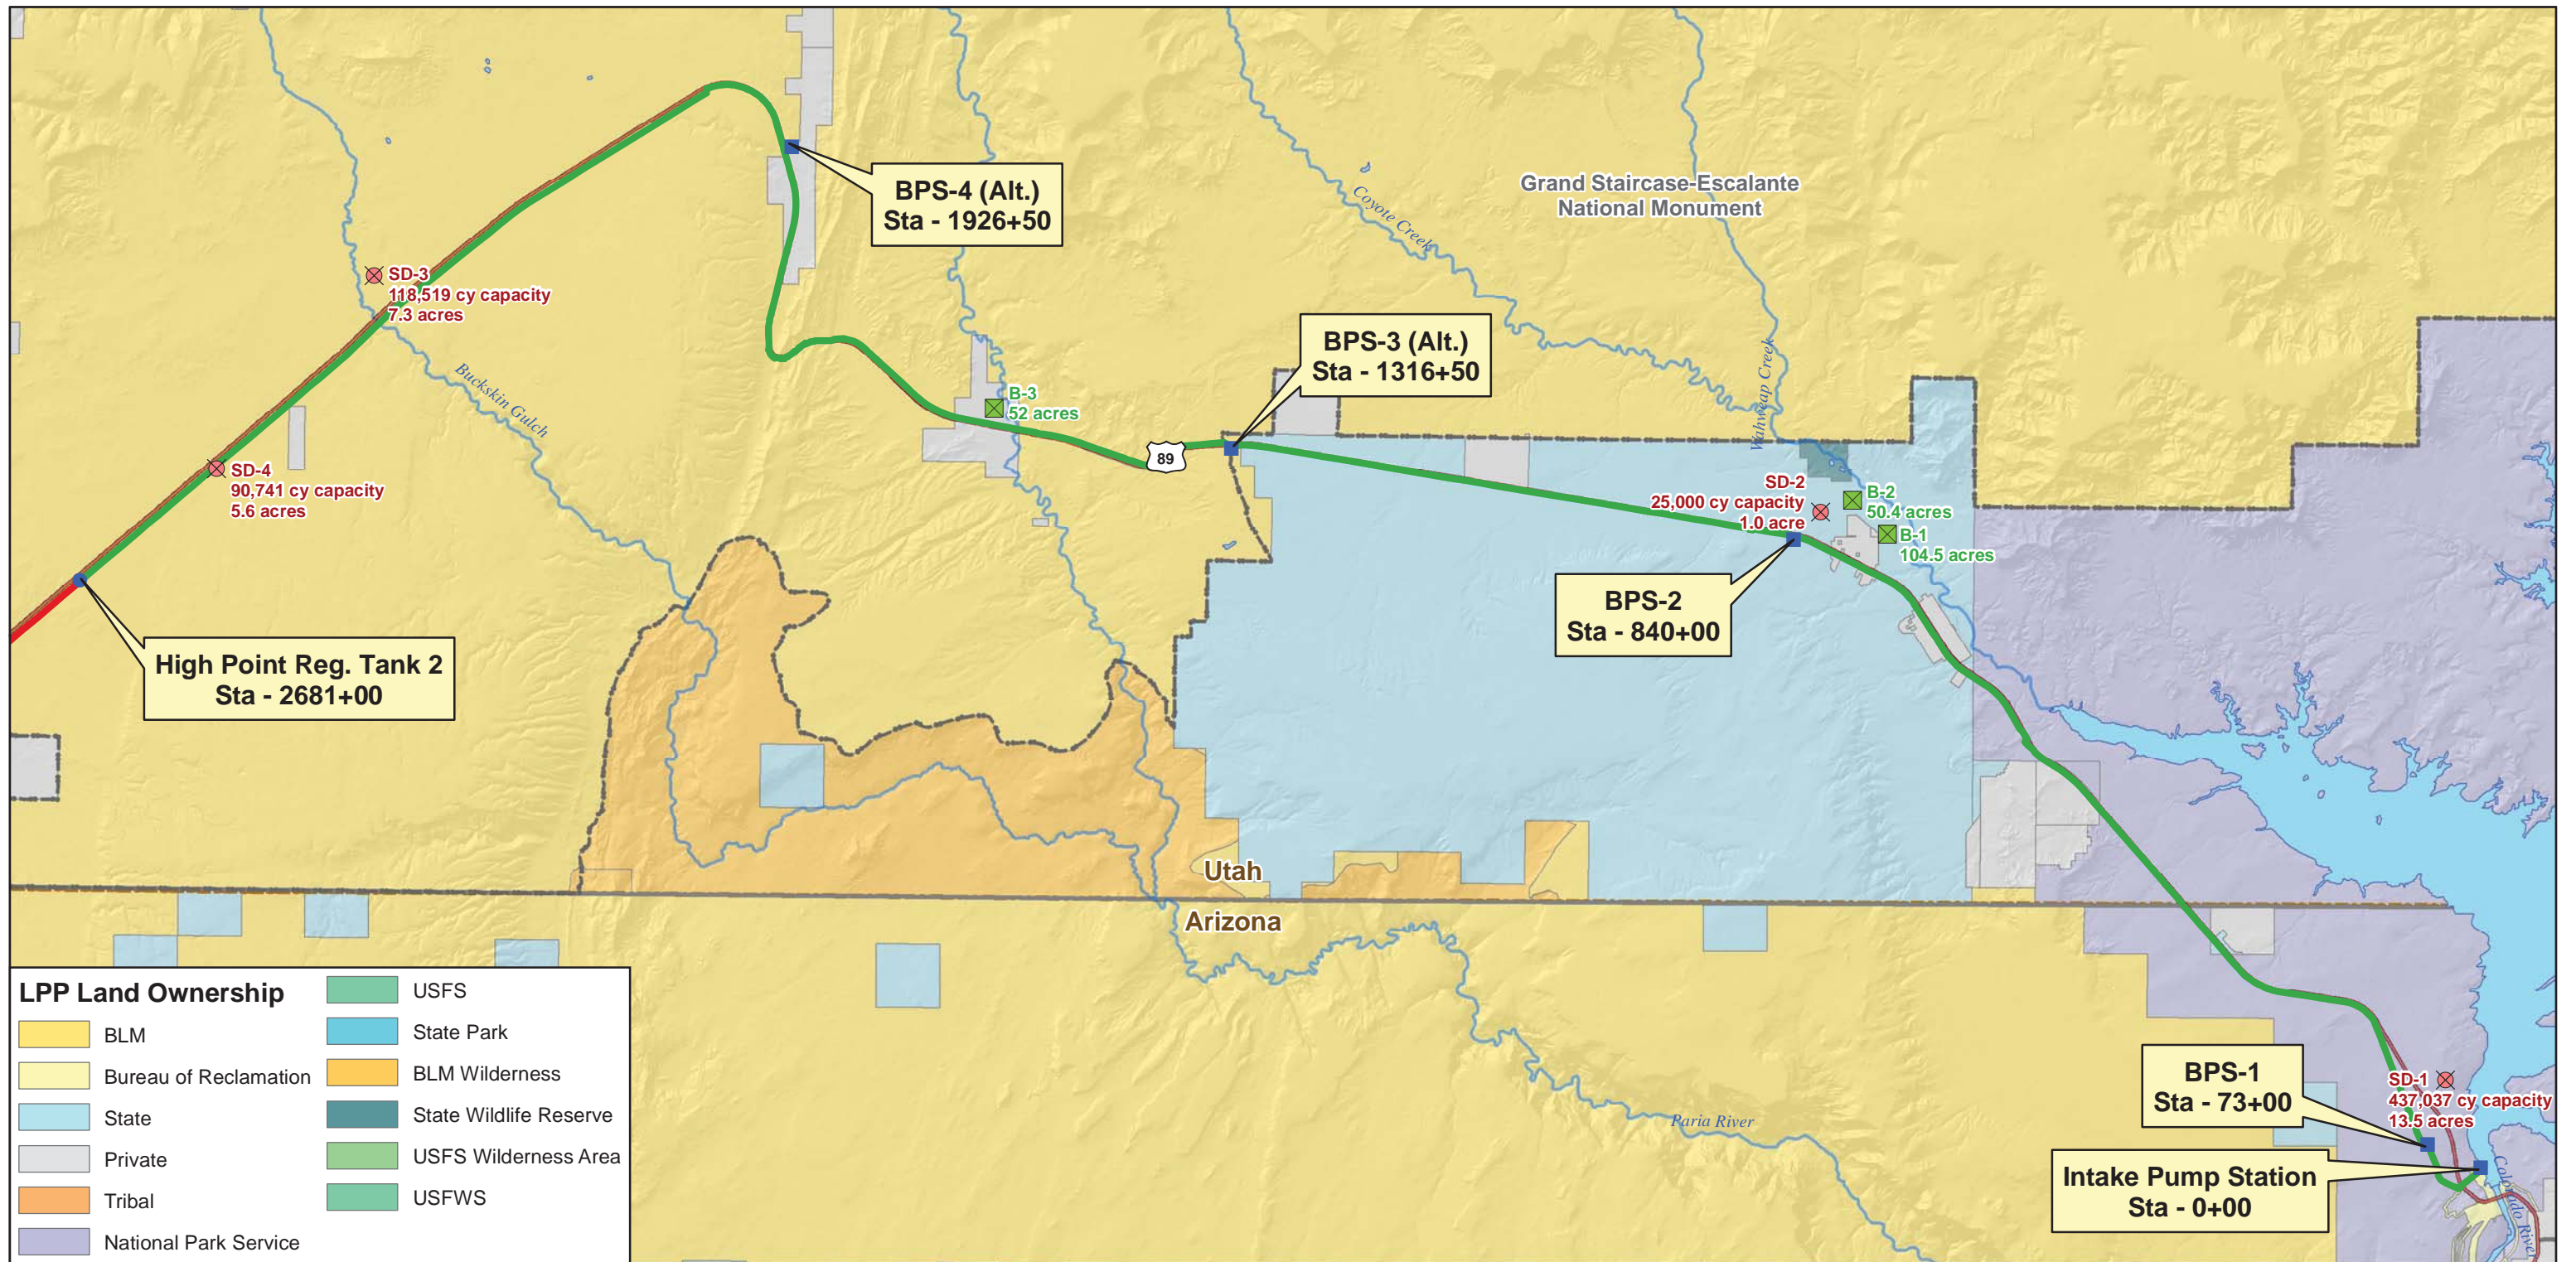 BPS-4 (Alt.)
Sta - 1926+50
Grand Staircase-Escalante
National Monument
Coyote Creek
SD-3
118,519 cy capacity
7.3 acres
BPS-3 (Alt.)
Sta - 1316+50
Wahweap Creek
Buckskin Gulch
B-3
52 acres
89
SD-4
90,741 cy capacity
5.6 acres
SD-2
25,000 cy capacity
1.0 acre
B-2
50.4 acres
B-1
104.5 acres
BPS-2
Sta - 840+00
High Point Reg. Tank 2
Sta - 2681+00
Utah
Arizona
LPP Land Ownership
BLM
Bureau of Reclamation
State
Private
Tribal
National Park Service
USFS
State Park
BLM Wilderness
State Wildlife Reserve
USFS Wilderness Area
USFWS
Paria River
BPS-1
Sta - 73+00
SD-1
437,037 cy capacity
13.5 acres
Intake Pump Station
Sta - 0+00
Colorado River